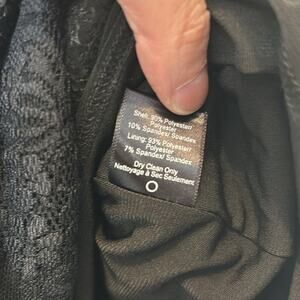 Shell: 90% Polyester/
Polyester
10% Spandex/ Spandex
Lining: 93% Polyester/
Polyester
7% Spandex/ Spandex
Dry Clean Only
Nettoyage à Sec Seulement